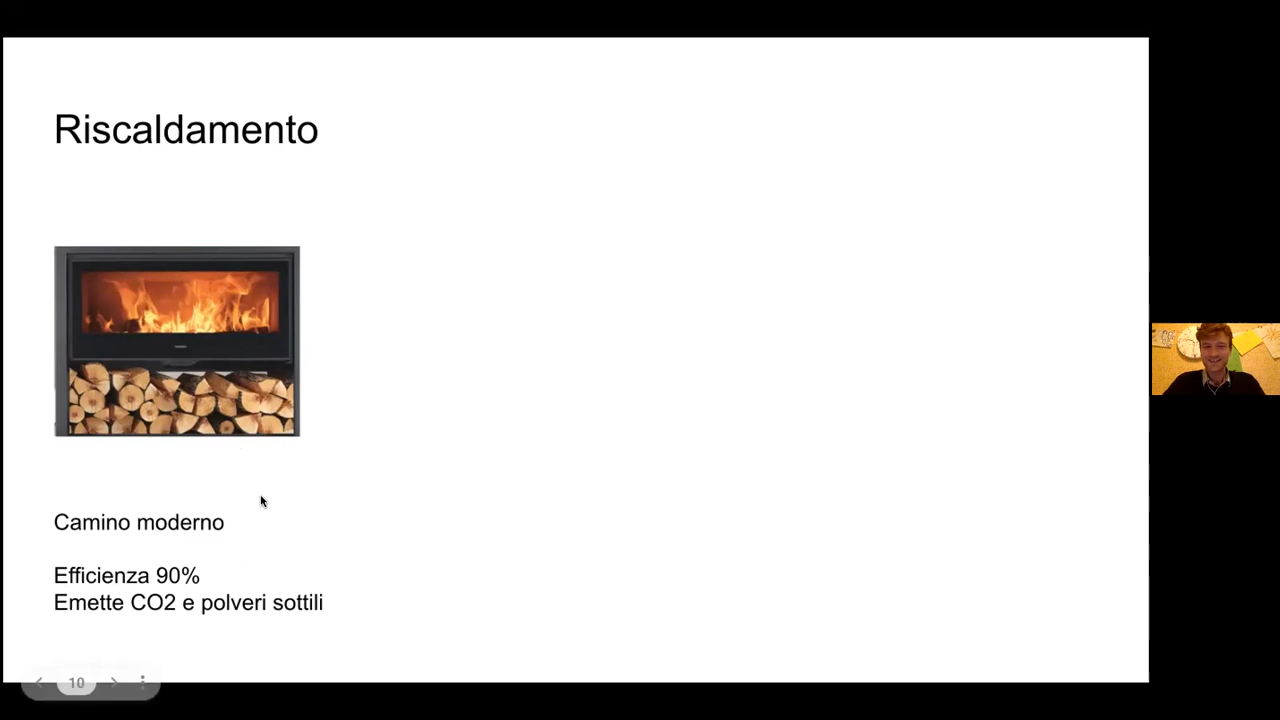 Riscaldamento
Camino moderno
Efficienza 90%
Emette CO2 e polveri sottili
10